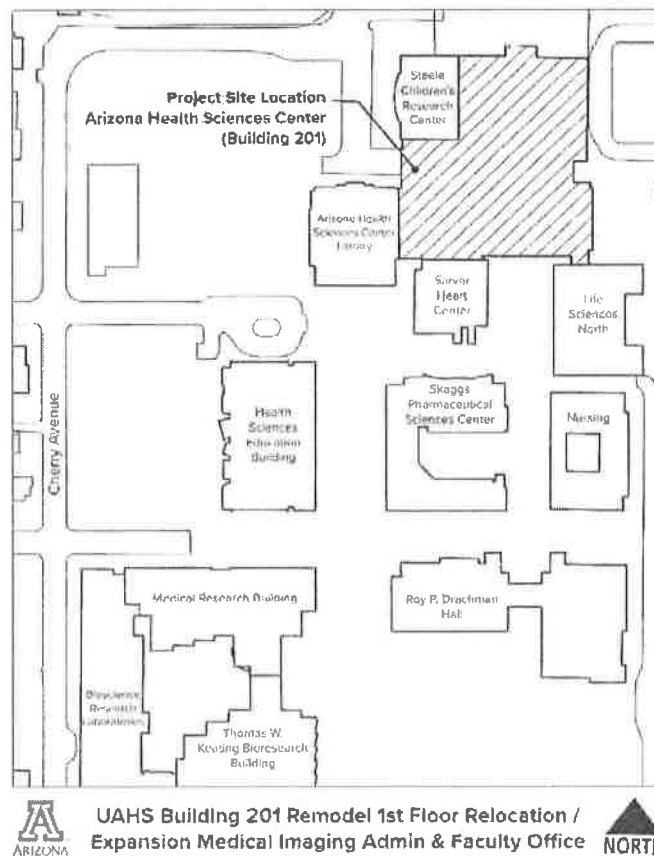 Steele
Children's
Research
Center
Project Site Location
Arizona Health Sciences Center
(Building 201)
Arizona Health
Sciences Center
Library
Sarver
Heart
Center
Life
Sciences
North
Health
Sciences
Education
Building
Skaggs
Pharmaceutical
Sciences Center
Nursing
Cherry Avenue
Medical Research Building
Roy P. Drachman
Hall
Bioscience
Research
Laboratories
Thomas W.
Keating Bioresearch
Building
A
ARIZONA
UAHS Building 201 Remodel 1st Floor Relocation /
Expansion Medical Imaging Admin & Faculty Office
NORTH